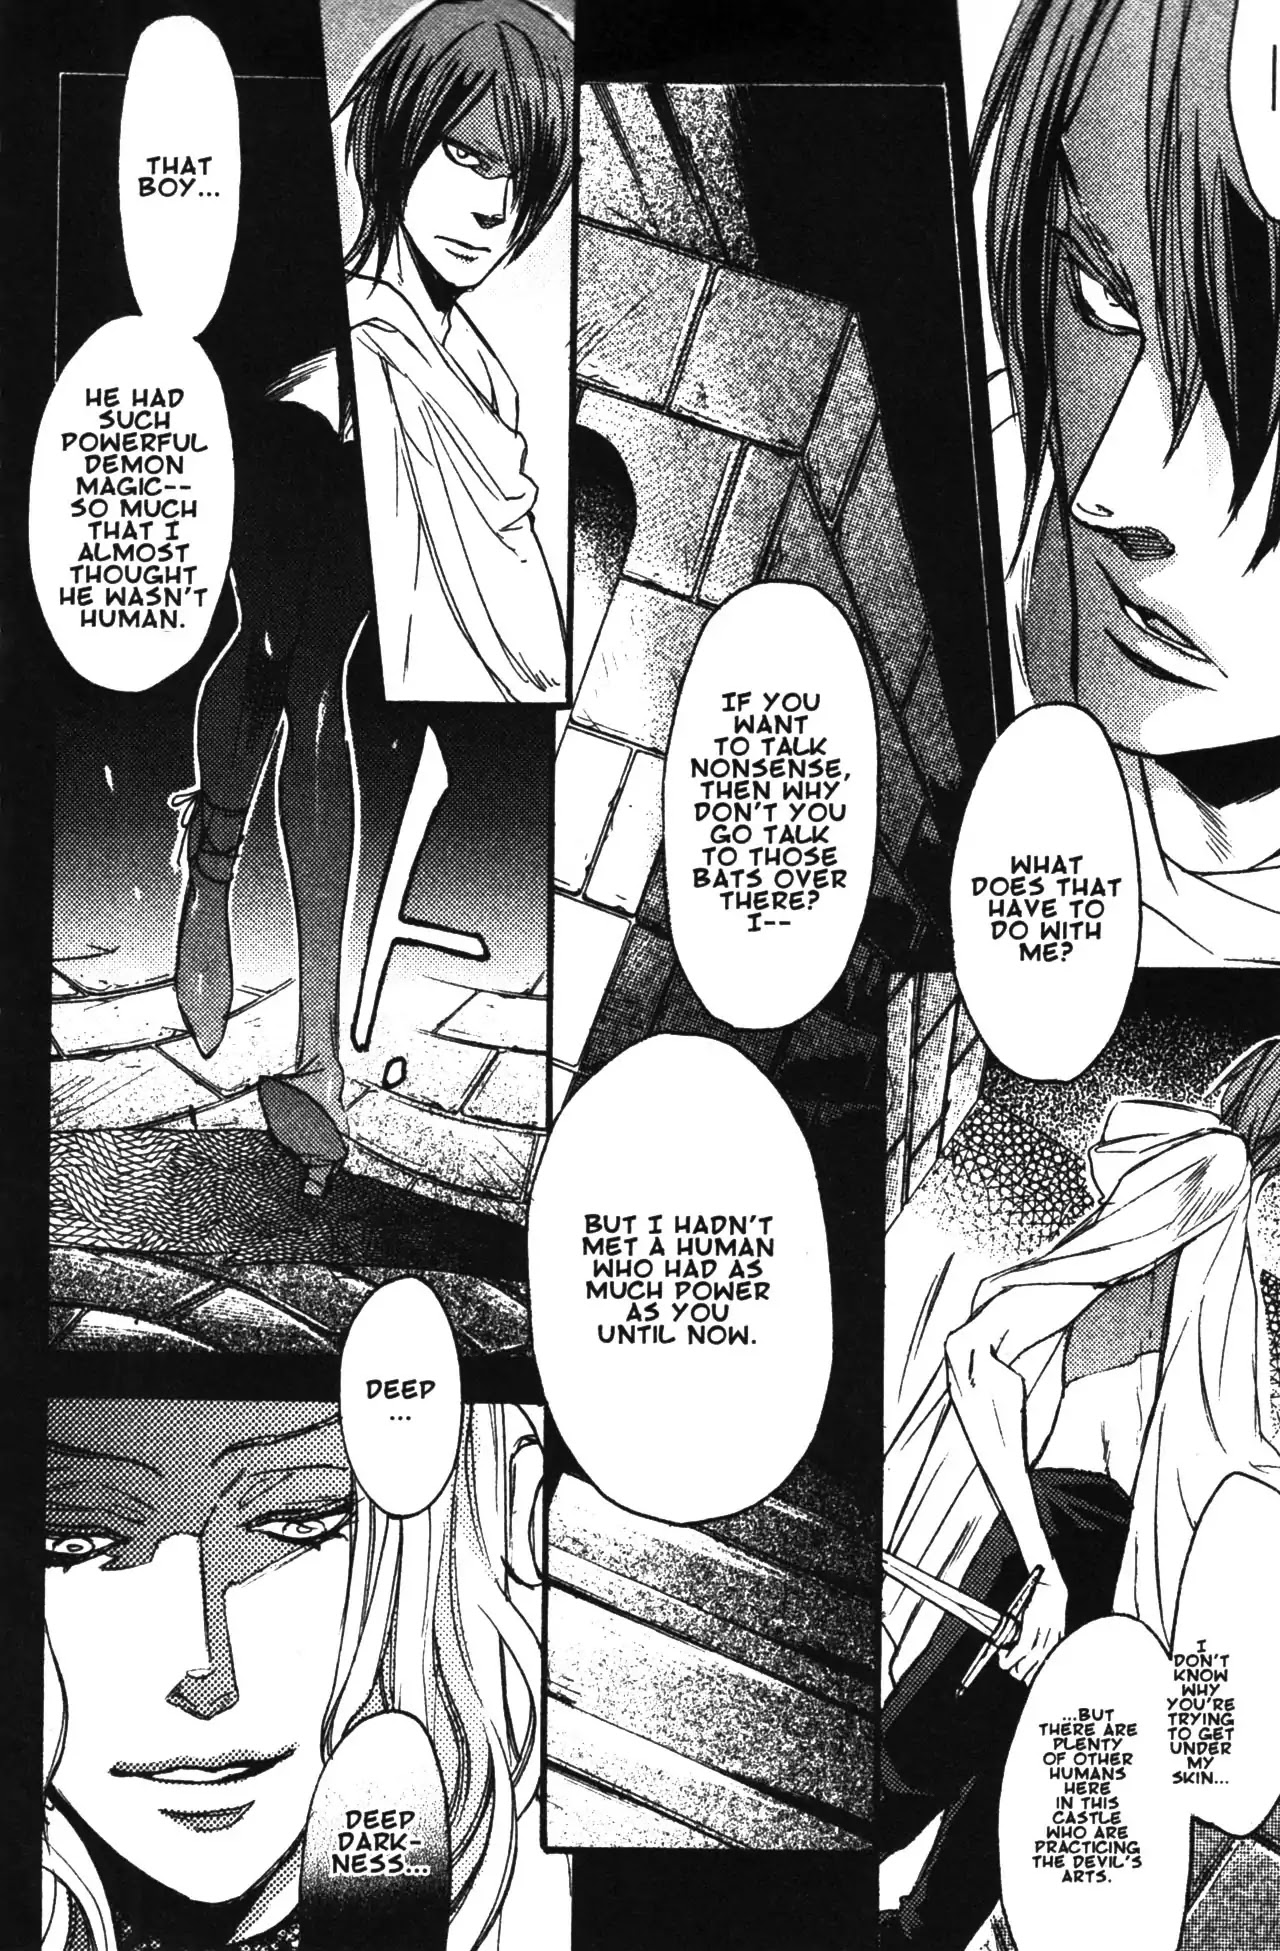 WHAT
DOES THAT
HAVE TO
DO WITH
ME?
I
DON'T
KNOW
WHY
YOU'RE
TRYING
TO GET
UNDER
MY
SKIN...
...BUT
THERE ARE
PLENTY
OF OTHER
HUMANS
HERE
IN THIS
CASTLE
WHO ARE
PRACTICING
THE DEVIL'S
ARTS.
IF YOU
WANT
TO TALK
NONSENSE,
THEN WHY
DON'T YOU
GO TALK
TO THOSE
BATS OVER
THERE?
I--
BUT I HADN'T
MET A HUMAN
WHO HAD AS
MUCH POWER
AS YOU
UNTIL NOW.
THAT
BOY...
HE HAD
SUCH
POWERFUL
DEMON
MAGIC--
SO MUCH
THAT I
ALMOST
THOUGHT
HE WASN'T
HUMAN.
ト。
DEEP
...
DEEP
DARK-
NESS...